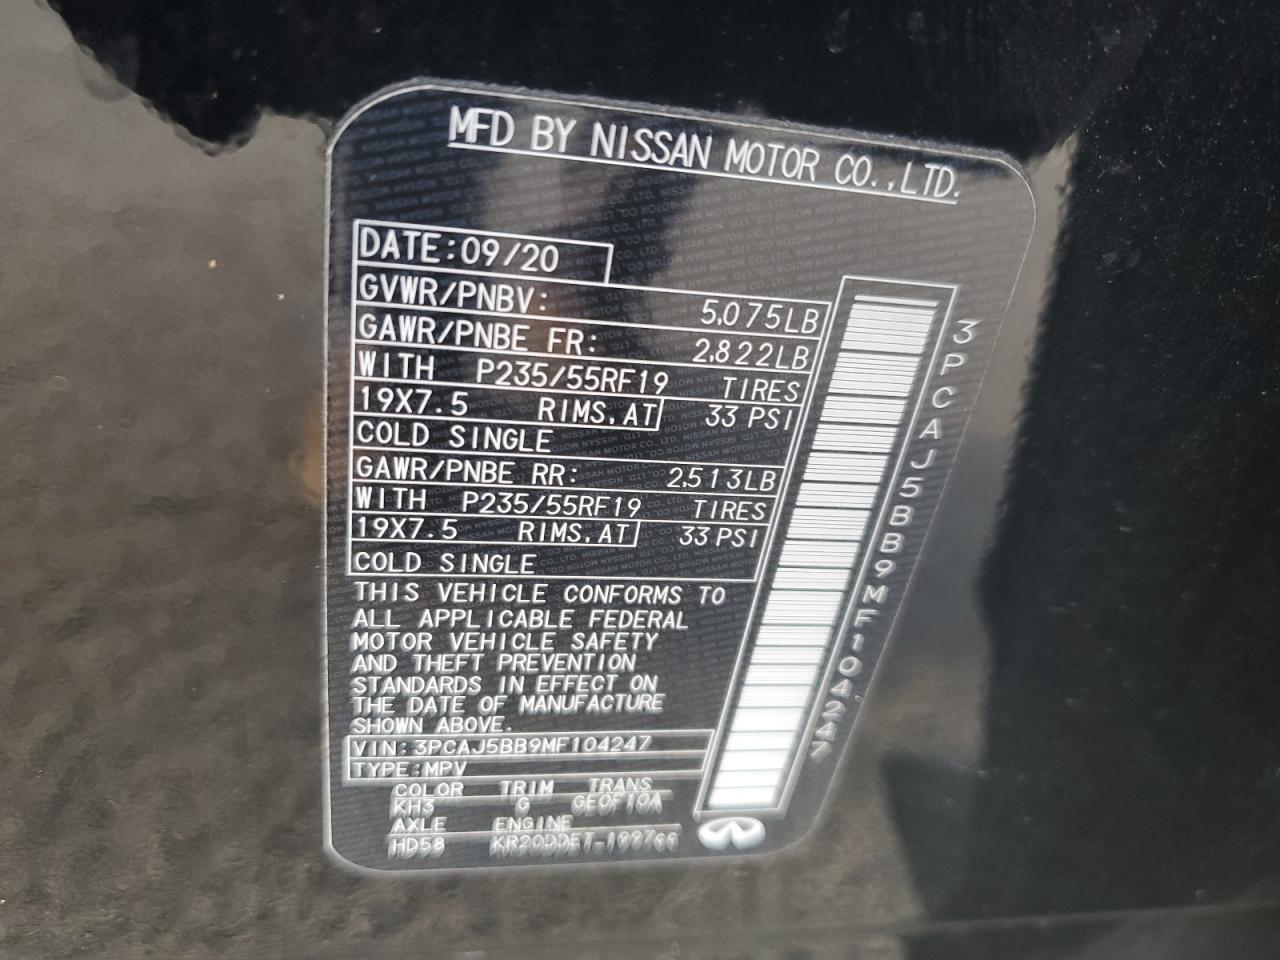 MFD BY NISSAN MOTOR CO.,LTD.
DATE:09/20
GVWR/PNBV: 5,075LB
GAWR/PNBE FR: 2,822LB
WITH P235/55RF19 TIRES
19X7.5 RIMS,AT 33 PSI
COLD SINGLE
GAWR/PNBE RR: 2,513LB
WITH P235/55RF19 TIRES
19X7.5 RIMS,AT 33 PSI
COLD SINGLE
THIS VEHICLE CONFORMS TO
ALL APPLICABLE FEDERAL
MOTOR VEHICLE SAFETY
AND THEFT PREVENTION
STANDARDS IN EFFECT ON
THE DATE OF MANUFACTURE
SHOWN ABOVE.
VIN:3PCAJ5BB9MF104247
TYPE:MPV
COLOR TRIM TRANS
KH3 G GEOF10A
AXLE ENGINE
HD58
3PCAJ5BB9MF104247